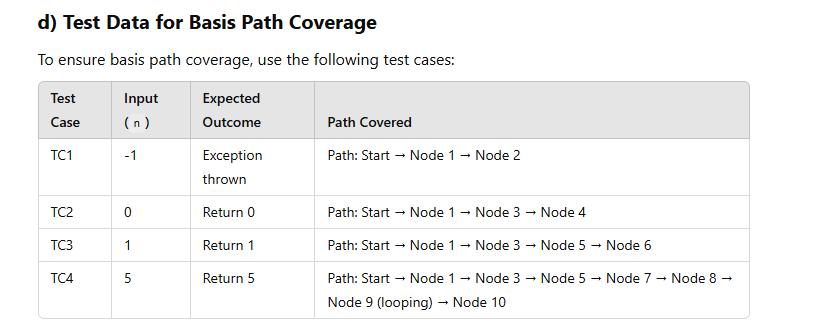 d) Test Data for Basis Path Coverage
To ensure basis path coverage, use the following test cases:
Test Case Input (n) Expected Outcome Path Covered
TC1 -1 Exception thrown Path: Start → Node 1 → Node 2
TC2 0 Return 0 Path: Start → Node 1 → Node 3 → Node 4
TC3 1 Return 1 Path: Start → Node 1 → Node 3 → Node 5 → Node 6
TC4 5 Return 5 Path: Start → Node 1 → Node 3 → Node 5 → Node 7 → Node 8 →
Node 9 (looping) → Node 10